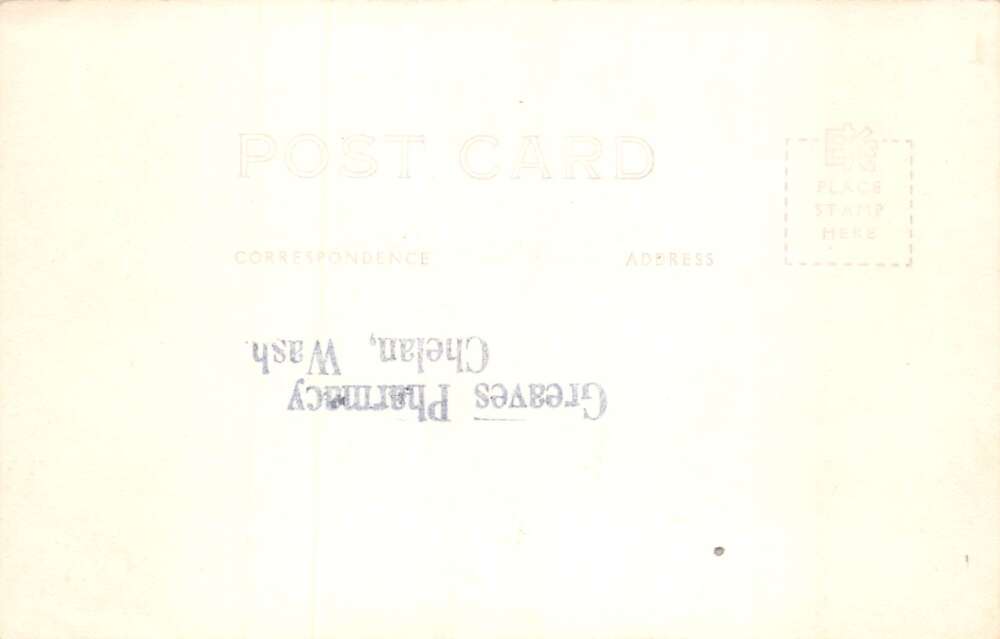 POST CARD
PLACE
STAMP
HERE
CORRESPONDENCE
ADDRESS
Greaves Pharmacy
Chelan, Wash.